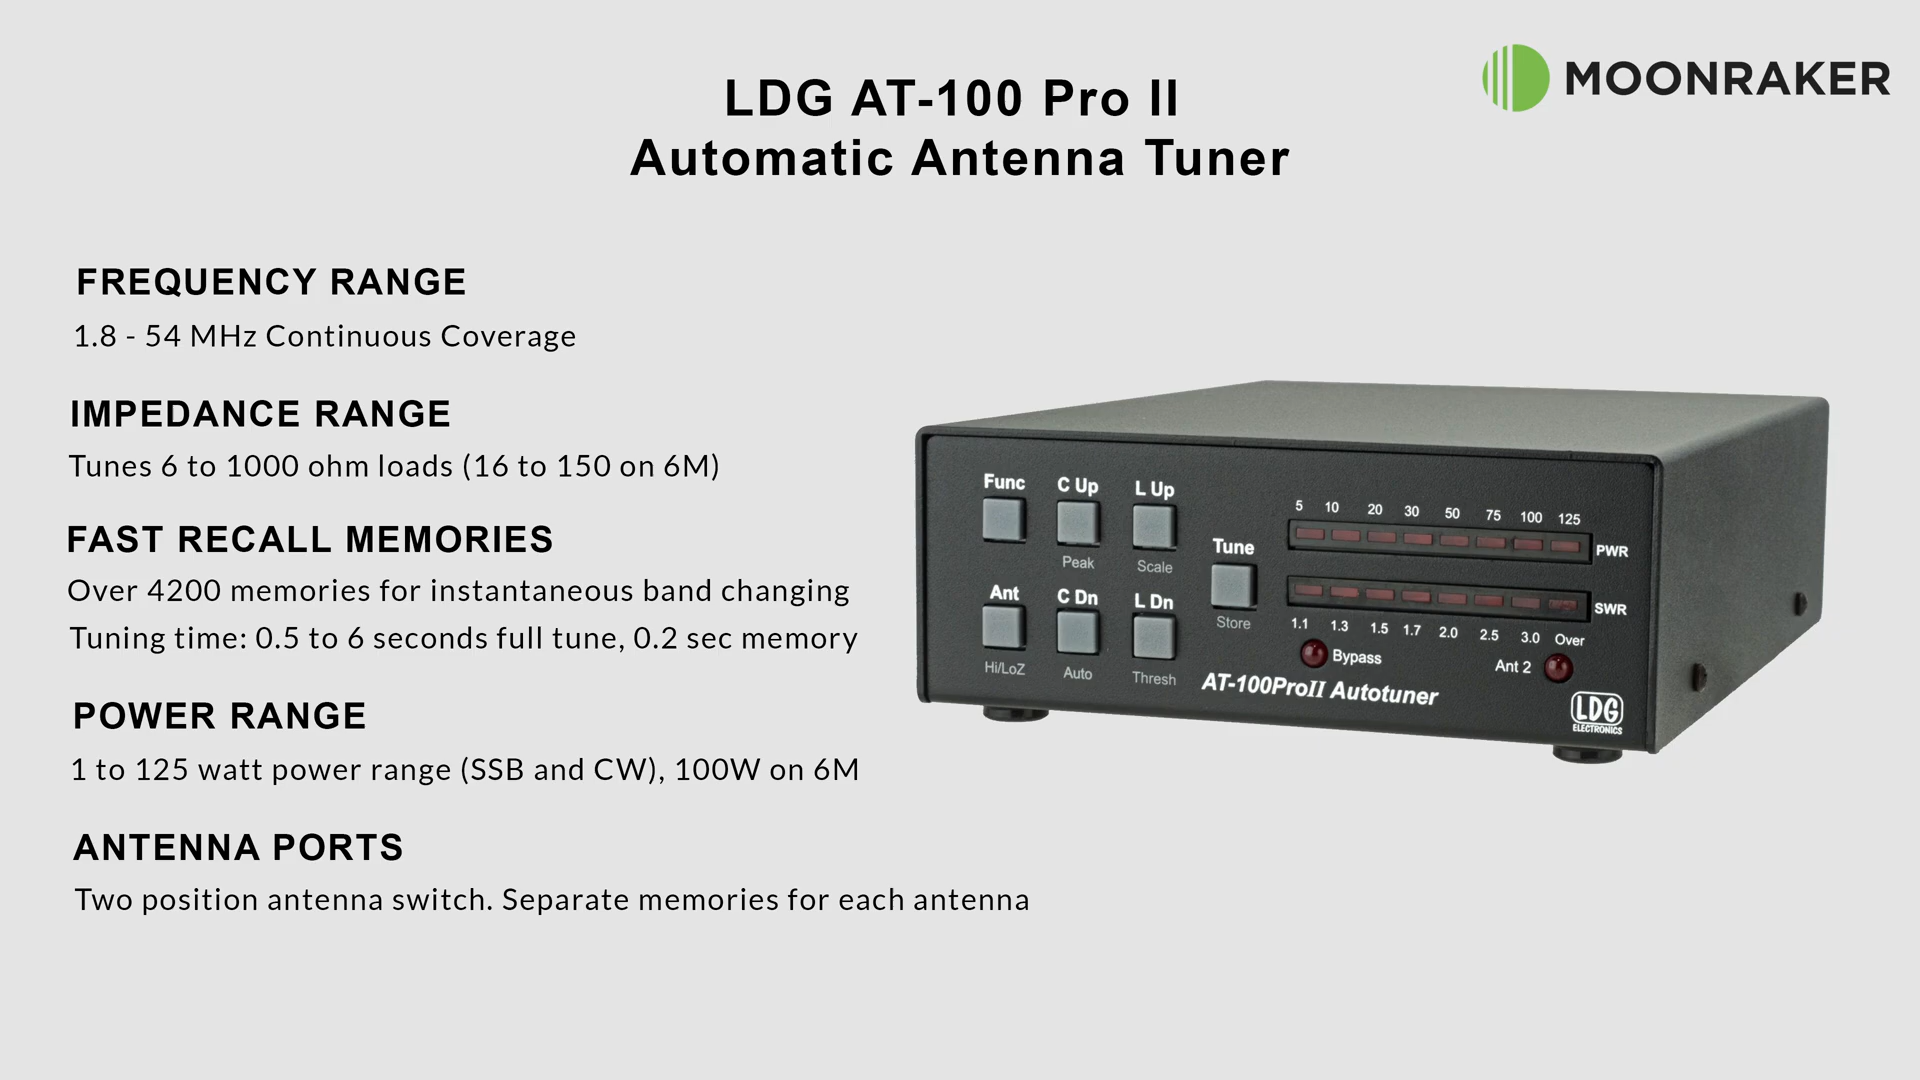 MOONRAKER
LDG AT-100 Pro II
Automatic Antenna Tuner
FREQUENCY RANGE
1.8 - 54 MHz Continuous Coverage
IMPEDANCE RANGE
Tunes 6 to 1000 ohm loads (16 to 150 on 6M)
FAST RECALL MEMORIES
Over 4200 memories for instantaneous band changing
Tuning time: 0.5 to 6 seconds full tune, 0.2 sec memory
POWER RANGE
1 to 125 watt power range (SSB and CW), 100W on 6M
ANTENNA PORTS
Two position antenna switch. Separate memories for each antenna
Func C Up L Up
Peak Scale
Ant C Dn L Dn
Hi/LoZ Auto Thresh
Tune
Store
5 10 20 30 50 75 100 125
PWR
SWR
1.1 1.3 1.5 1.7 2.0 2.5 3.0 Over
Bypass Ant 2
AT-100ProII Autotuner
LDG
ELECTRONICS